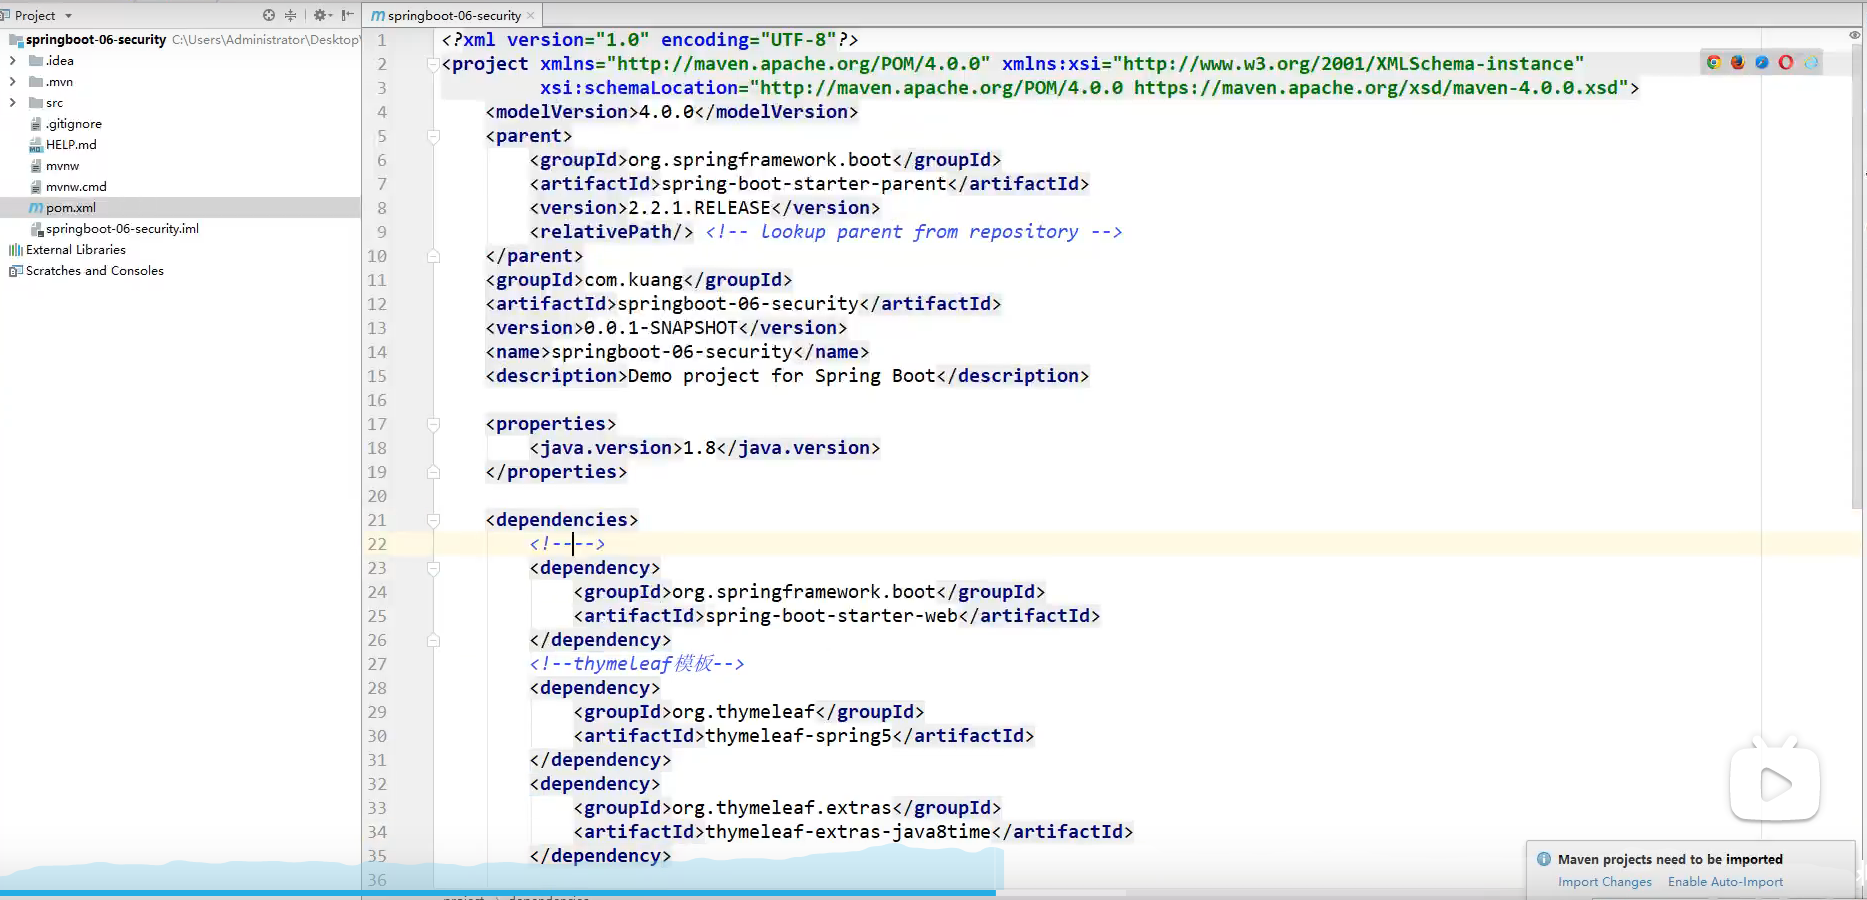 Project
springboot-06-security C:\Users\Administrator\Desktop\
.idea
.mvn
src
.gitignore
HELP.md
mvnw
mvnw.cmd
pom.xml
springboot-06-security.iml
External Libraries
Scratches and Consoles
springboot-06-security
1 <?xml version="1.0" encoding="UTF-8"?>
2 <project xmlns="http://maven.apache.org/POM/4.0.0" xmlns:xsi="http://www.w3.org/2001/XMLSchema-instance"
3 xsi:schemaLocation="http://maven.apache.org/POM/4.0.0 https://maven.apache.org/xsd/maven-4.0.0.xsd">
4 <modelVersion>4.0.0</modelVersion>
5 <parent>
6 <groupId>org.springframework.boot</groupId>
7 <artifactId>spring-boot-starter-parent</artifactId>
8 <version>2.2.1.RELEASE</version>
9 <relativePath/> <!-- lookup parent from repository -->
10 </parent>
11 <groupId>com.kuang</groupId>
12 <artifactId>springboot-06-security</artifactId>
13 <version>0.0.1-SNAPSHOT</version>
14 <name>springboot-06-security</name>
15 <description>Demo project for Spring Boot</description>
16
17 <properties>
18 <java.version>1.8</java.version>
19 </properties>
20
21 <dependencies>
22 <!---->
23 <dependency>
24 <groupId>org.springframework.boot</groupId>
25 <artifactId>spring-boot-starter-web</artifactId>
26 </dependency>
27 <!--thymeleaf模板-->
28 <dependency>
29 <groupId>org.thymeleaf</groupId>
30 <artifactId>thymeleaf-spring5</artifactId>
31 </dependency>
32 <dependency>
33 <groupId>org.thymeleaf.extras</groupId>
34 <artifactId>thymeleaf-extras-java8time</artifactId>
35 </dependency>
36
Maven projects need to be imported
Import Changes Enable Auto-Import